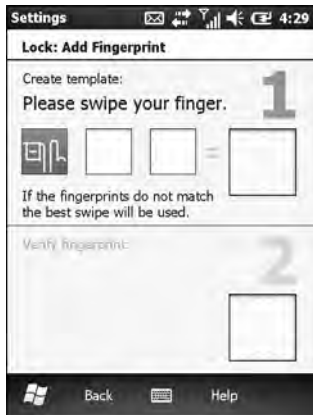 Settings 4:29
Lock: Add Fingerprint
Create template:
1
Please swipe your finger.
=
If the fingerprints do not match
the best swipe will be used.
Verify fingerprint:
2
Back Help